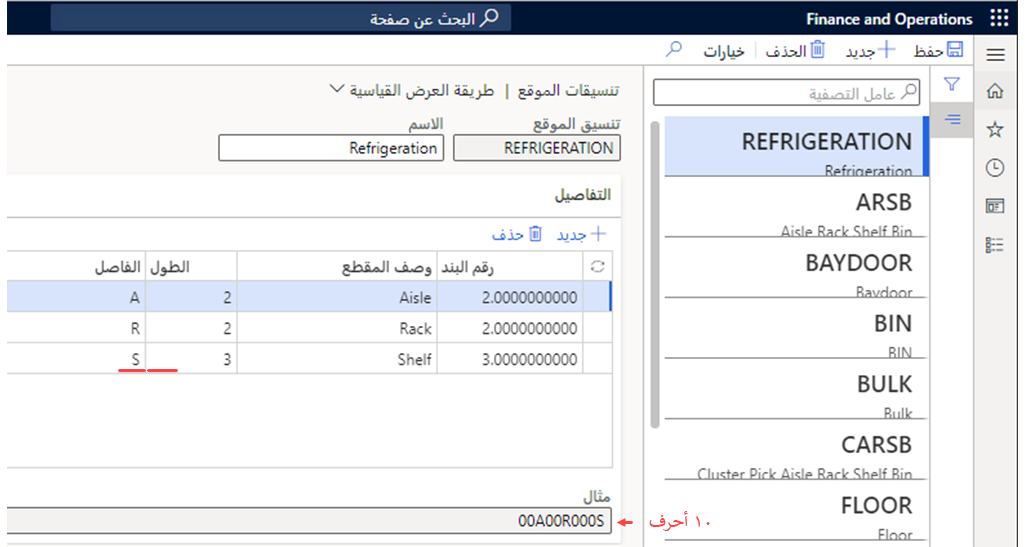 Finance and Operations
البحث عن صفحة
حفظ
جديد
الحذف
خيارات
عامل التصفية
REFRIGERATION
Refrigeration
ARSB
Aisle Rack Shelf Bin
BAYDOOR
Baydoor
BIN
BIN
BULK
Bulk
CARSB
Cluster Pick Aisle Rack Shelf Bin
FLOOR
Floor
تنسيقات الموقع | طريقة العرض القياسية
تنسيق الموقع الاسم
REFRIGERATION Refrigeration
التفاصيل
جديد حذف
رقم البند وصف المقطع الطول الفاصل
2.0000000000 Aisle 2 A
2.0000000000 Rack 2 R
3.0000000000 Shelf 3 S
مثال
00A00R000S
١٠ أحرف